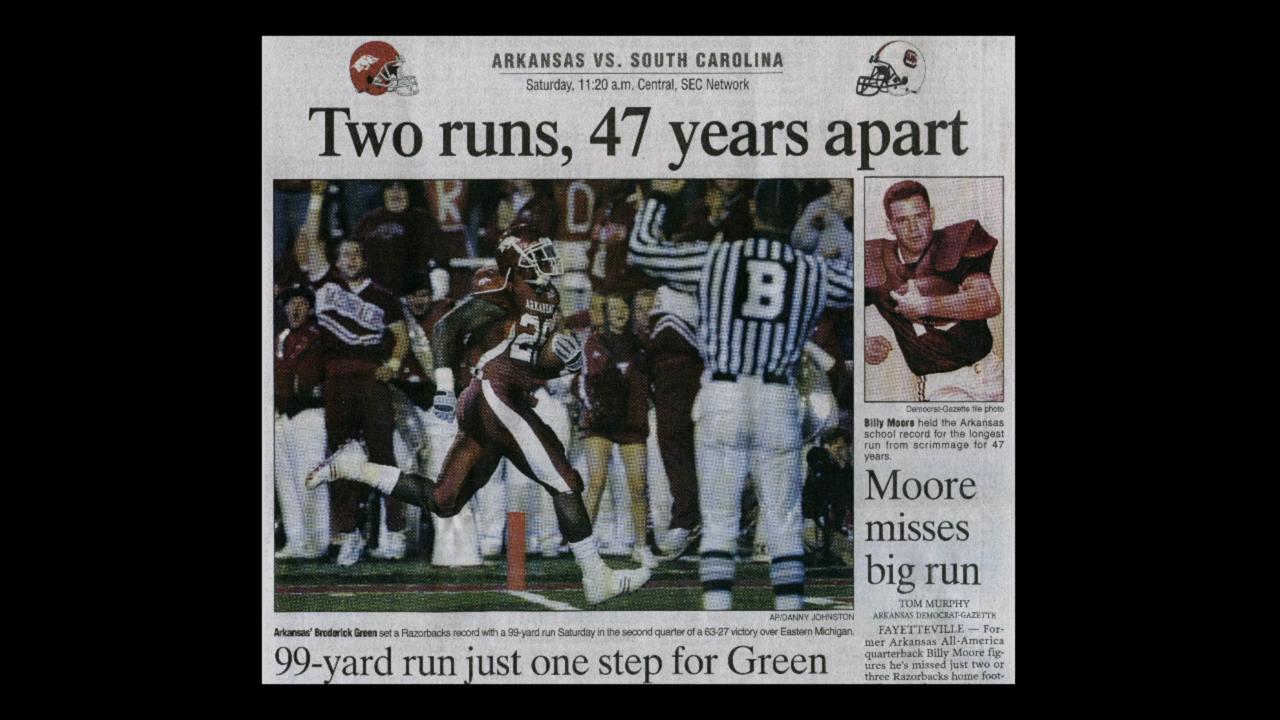 ARKANSAS VS. SOUTH CAROLINA
Saturday, 11:20 a.m. Central, SEC Network
Two runs, 47 years apart
R
O
B
ARKANSAS
2
AP/DANNY JOHNSTON
Arkansas' Broderick Green set a Razorbacks record with a 99-yard run Saturday in the second quarter of a 63-27 victory over Eastern Michigan.
99-yard run just one step for Green
Democrat-Gazette file photo
Billy Moore held the Arkansas
school record for the longest
run from scrimmage for 47
years.
Moore
misses
big run
TOM MURPHY
ARKANSAS DEMOCRAT-GAZETTE
FAYETTEVILLE — For-
mer Arkansas All-America
quarterback Billy Moore fig-
ures he's missed just two or
three Razorbacks home foot-